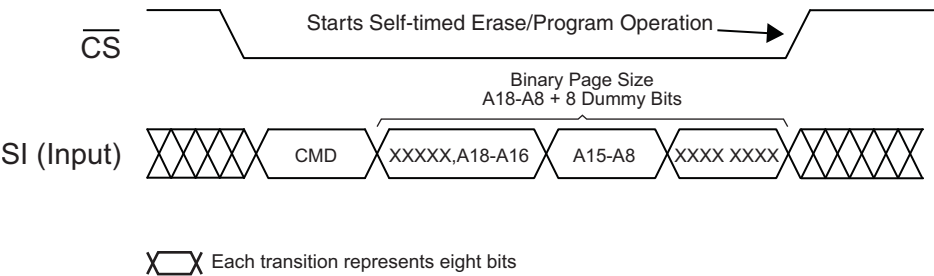 Starts Self-timed Erase/Program Operation
CS
Binary Page Size
A18-A8 + 8 Dummy Bits
SI (Input)
CMD
XXXXX,A18-A16
A15-A8
XXXX XXXX
Each transition represents eight bits